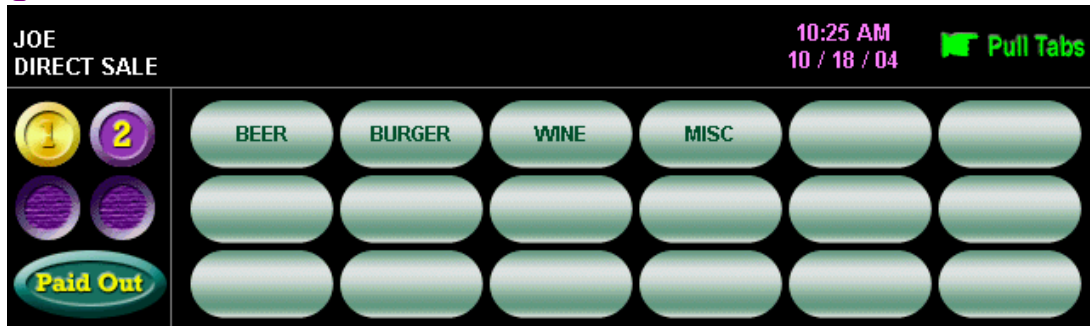 JOE
DIRECT SALE
10:25 AM
10 / 18 / 04
Pull Tabs
1 2
BEER BURGER WINE MISC
Paid Out